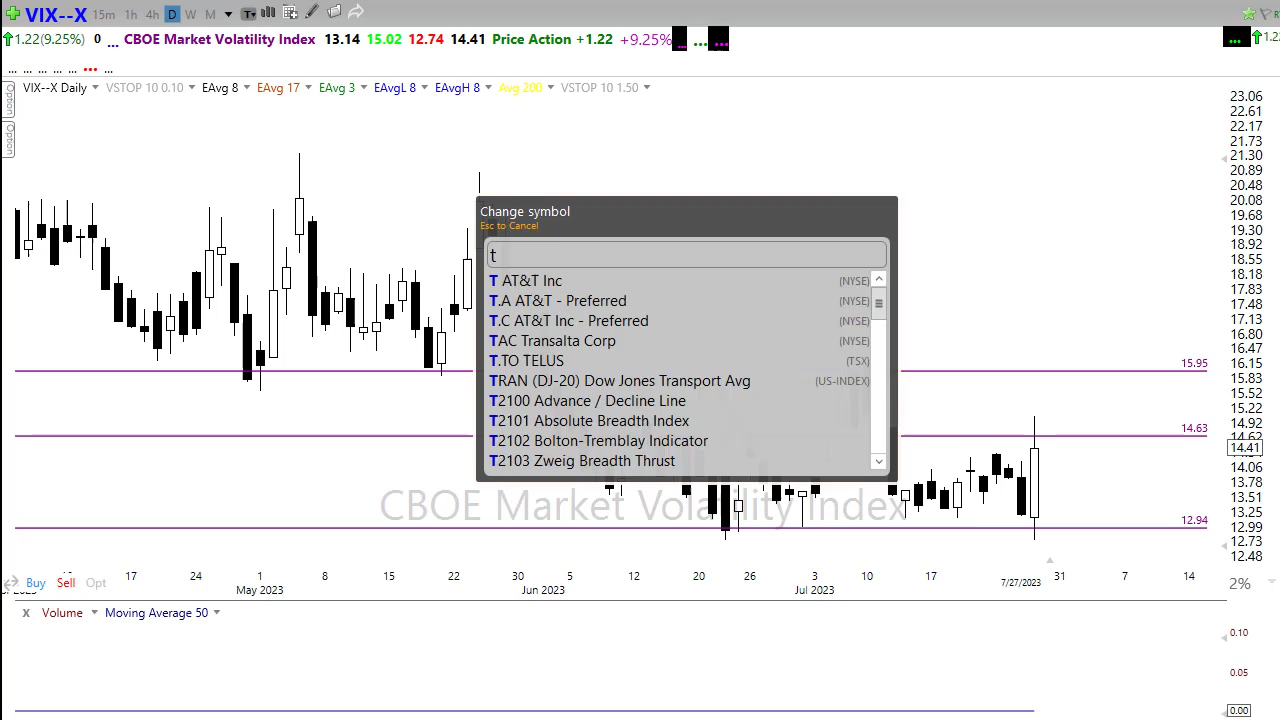 VIX--X 15m 1h 4h D W M T
1.22(9.25%) 0 ... CBOE Market Volatility Index 13.14 15.02 12.74 14.41 Price Action +1.22 +9.25% ... ... ... ... 1.22
... ... ... ... ... ... ...
VIX--X Daily VSTOP 10 0.10 EAvg 8 EAvg 17 EAvg 3 EAvgL 8 EAvgH 8 Avg 200 VSTOP 10 1.50
Option
Option
23.06
22.61
22.17
21.73
21.30
20.89
20.48
20.08
19.68
19.30
18.92
18.55
18.18
17.83
17.48
17.13
16.80
16.47
16.15
15.83
15.52
15.22
14.92
14.62
14.41
14.06
13.78
13.51
13.25
12.99
12.73
12.48
15.95
14.63
12.94
Change symbol
Esc to Cancel
t
T AT&T Inc (NYSE)
T.A AT&T - Preferred (NYSE)
T.C AT&T Inc - Preferred (NYSE)
TAC Transalta Corp (NYSE)
T.TO TELUS (TSX)
TRAN (DJ-20) Dow Jones Transport Avg (US-INDEX)
T2100 Advance / Decline Line
T2101 Absolute Breadth Index
T2102 Bolton-Tremblay Indicator
T2103 Zweig Breadth Thrust
CBOE Market Volatility Index
17 24 1 8 15 22 30 5 12 20 26 3 10 17 7/27/2023 31 7 14
Buy Sell Opt 2%
May 2023 Jun 2023 Jul 2023
X Volume Moving Average 50
0.10
0.05
0.00